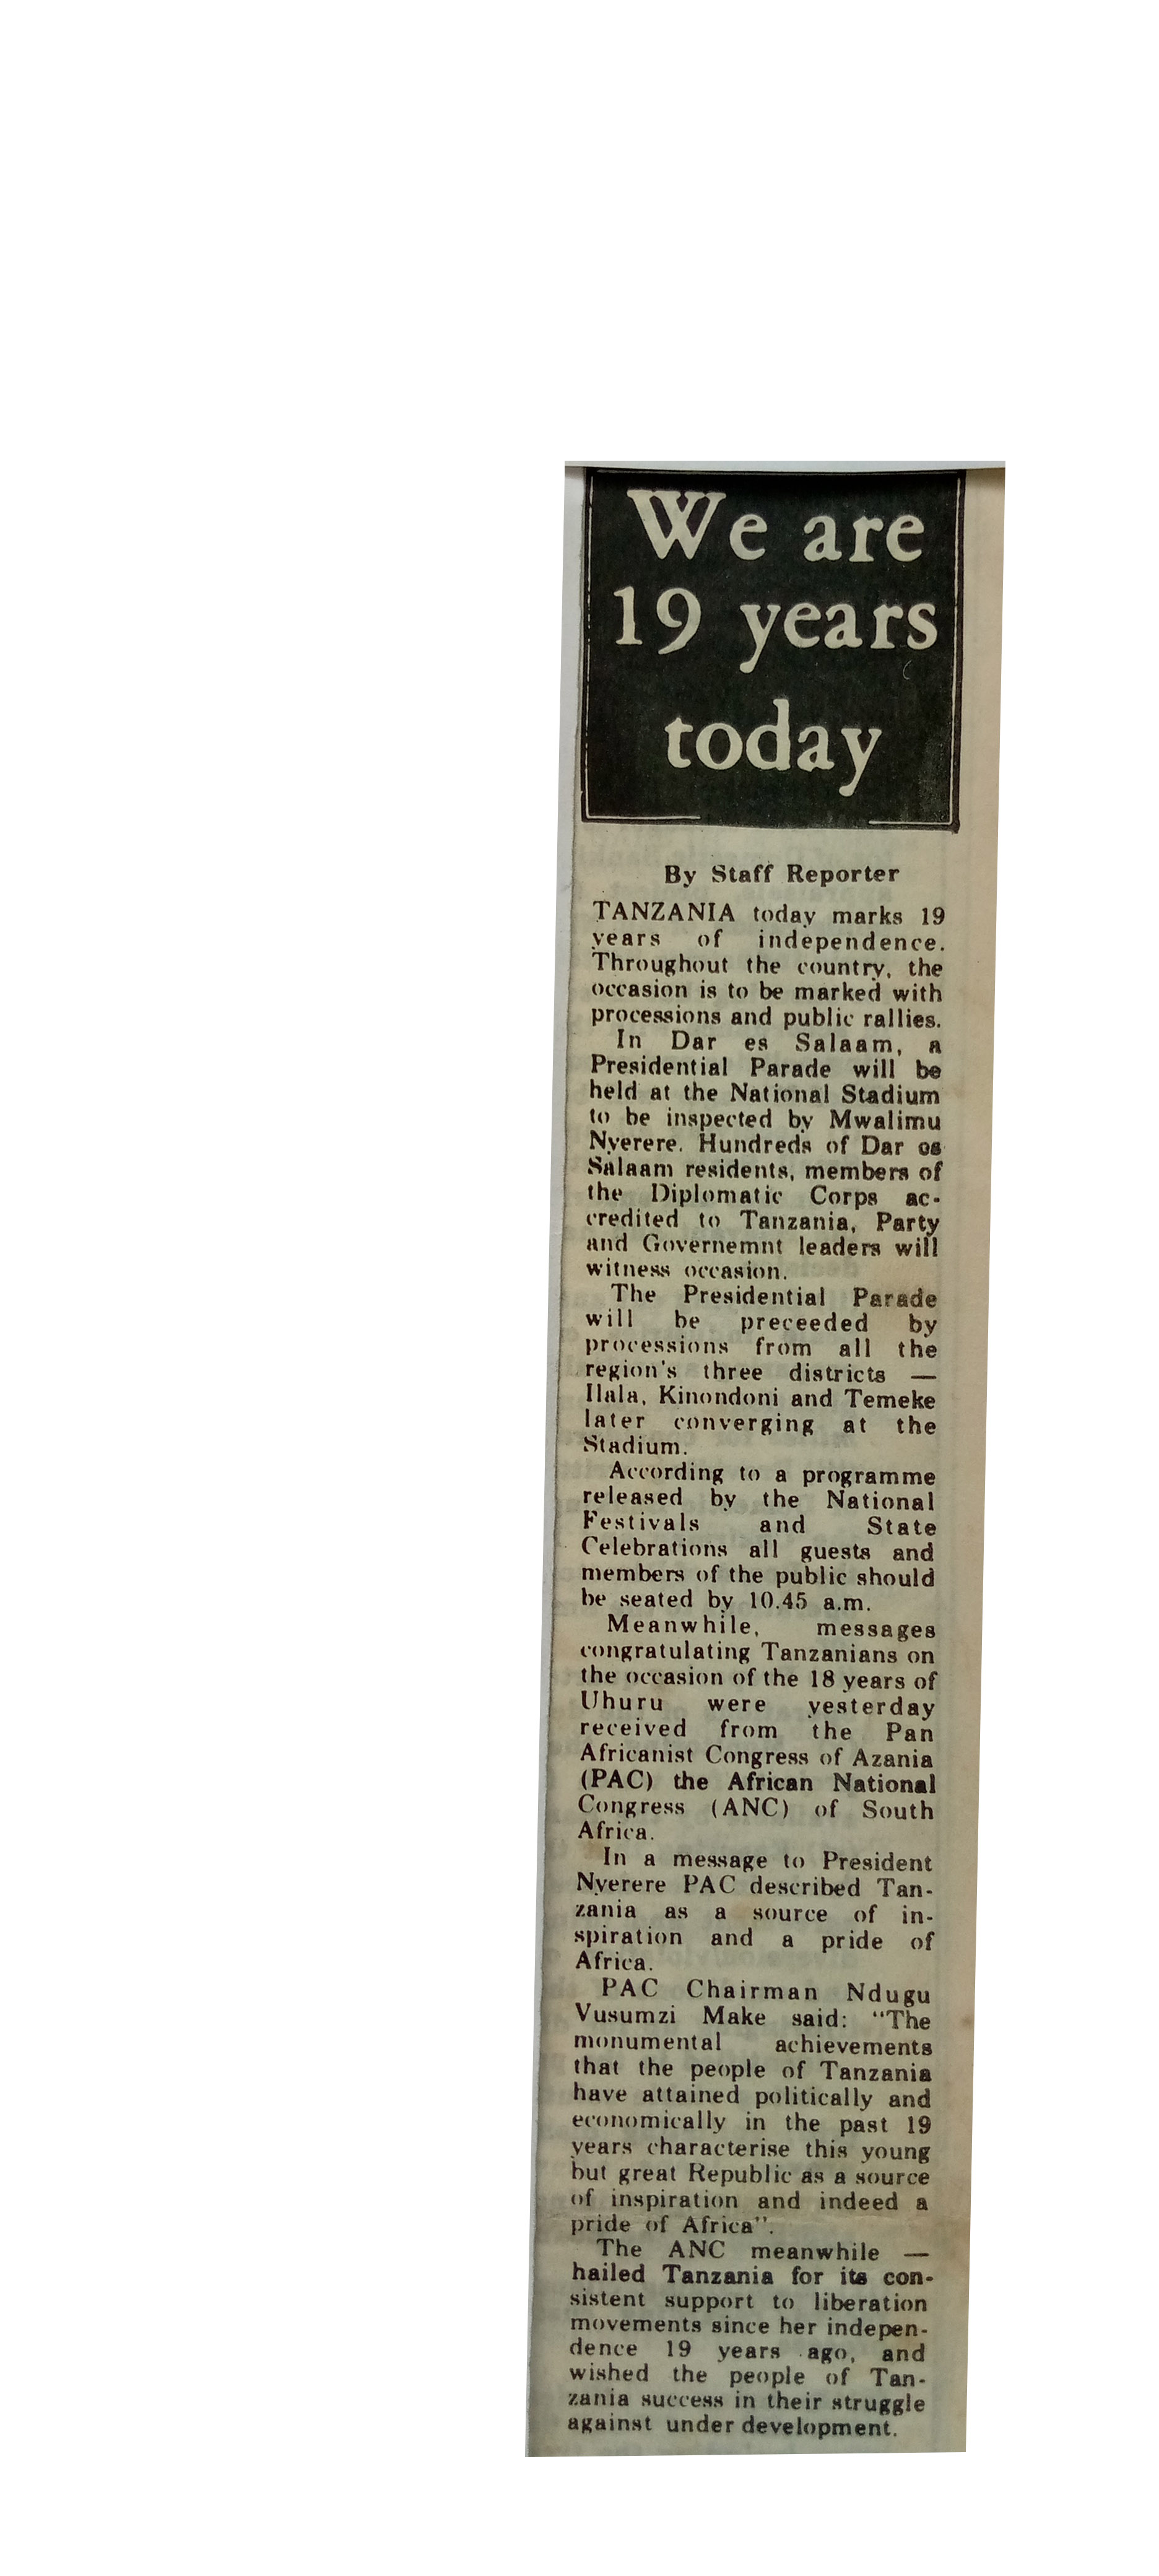 We are
19 years
today
By Staff Reporter
TANZANIA today marks 19
years of independence.
Throughout the country, the
occasion is to be marked with
processions and public rallies.
In Dar es Salaam, a
Presidential Parade will be
held at the National Stadium
to be inspected by Mwalimu
Nyerere. Hundreds of Dar os
Salaam residents, members of
the Diplomatic Corps ac-
credited to Tanzania, Party
and Governemnt leaders will
witness occasion.
The Presidential Parade
will be preceeded by
processions from all the
region's three districts —
Ilala, Kinondoni and Temeke
later converging at the
Stadium.
According to a programme
released by the National
Festivals and State
Celebrations all guests and
members of the public should
be seated by 10.45 a.m.
Meanwhile, messages
congratulating Tanzanians on
the occasion of the 18 years of
Uhuru were yesterday
received from the Pan
Africanist Congress of Azania
(PAC) the African National
Congress (ANC) of South
Africa.
In a message to President
Nyerere PAC described Tan-
zania as a source of in-
spiration and a pride of
Africa.
PAC Chairman Ndugu
Vusumzi Make said: "The
monumental achievements
that the people of Tanzania
have attained politically and
economically in the past 19
years characterise this young
but great Republic as a source
of inspiration and indeed a
pride of Africa".
The ANC meanwhile —
hailed Tanzania for its con-
sistent support to liberation
movements since her indepen-
dence 19 years ago, and
wished the people of Tan-
zania success in their struggle
against under development.